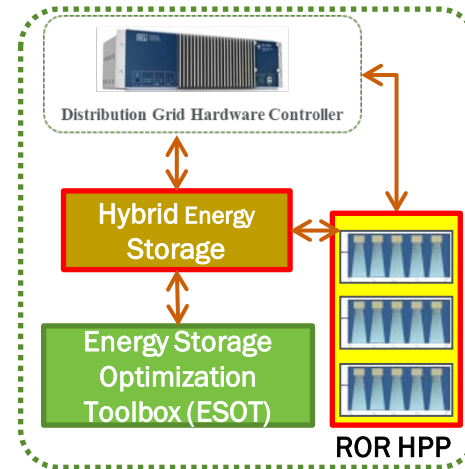 Distribution Grid Hardware Controller
Hybrid Energy
Storage
Energy Storage
Optimization
Toolbox (ESOT)
ROR HPP